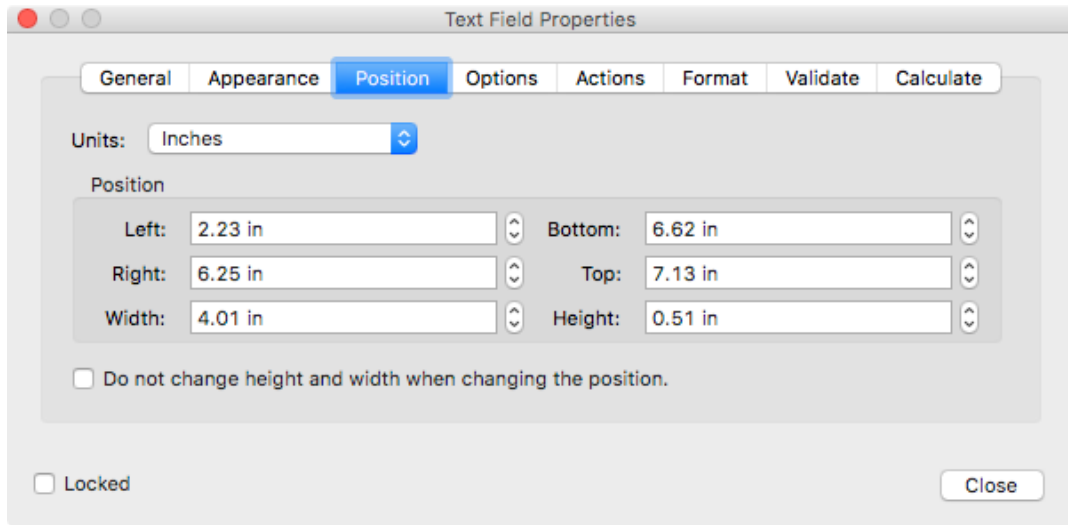 Text Field Properties
General Appearance Position Options Actions Format Validate Calculate
Units: Inches
Position
Left: 2.23 in Bottom: 6.62 in
Right: 6.25 in Top: 7.13 in
Width: 4.01 in Height: 0.51 in
Do not change height and width when changing the position.
Locked Close